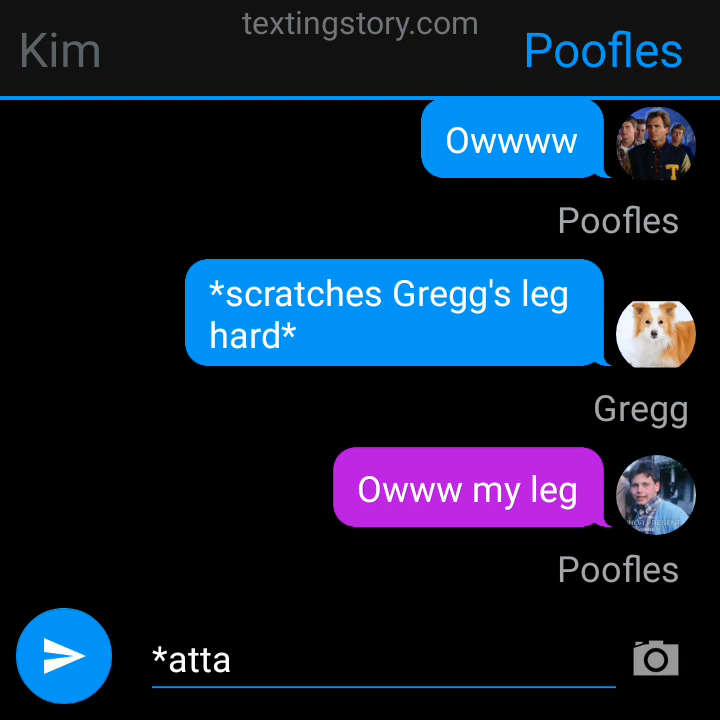 textingstory.com
Kim
Poofles
Owwww
T
Poofles
*scratches Gregg's leg
hard*
Gregg
Owww my leg
Poofles
*atta